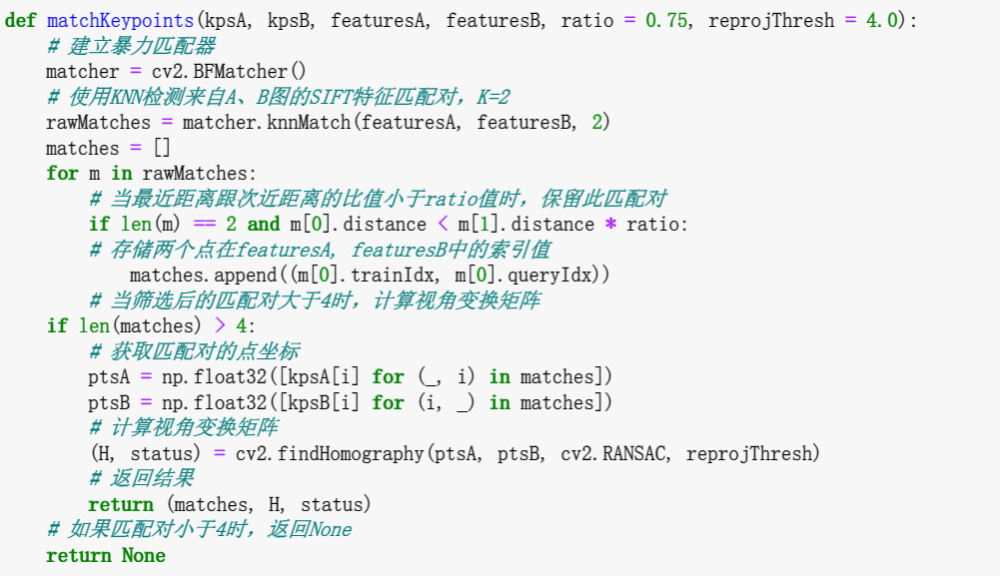 def matchKeypoints(kpsA, kpsB, featuresA, featuresB, ratio = 0.75, reprojThresh = 4.0):
    # 建立暴力匹配器
    matcher = cv2.BFMatcher()
    # 使用KNN检测来自A、B图的SIFT特征匹配对，K=2
    rawMatches = matcher.knnMatch(featuresA, featuresB, 2)
    matches = []
    for m in rawMatches:
        # 当最近距离跟次近距离的比值小于ratio值时，保留此匹配对
        if len(m) == 2 and m[0].distance < m[1].distance * ratio:
        # 存储两个点在featuresA, featuresB中的索引值
            matches.append((m[0].trainIdx, m[0].queryIdx))
        # 当筛选后的匹配对大于4时，计算视角变换矩阵
    if len(matches) > 4:
        # 获取匹配对的点坐标
        ptsA = np.float32([kpsA[i] for (_, i) in matches])
        ptsB = np.float32([kpsB[i] for (i, _) in matches])
        # 计算视角变换矩阵
        (H, status) = cv2.findHomography(ptsA, ptsB, cv2.RANSAC, reprojThresh)
        # 返回结果
        return (matches, H, status)
    # 如果匹配对小于4时，返回None
    return None